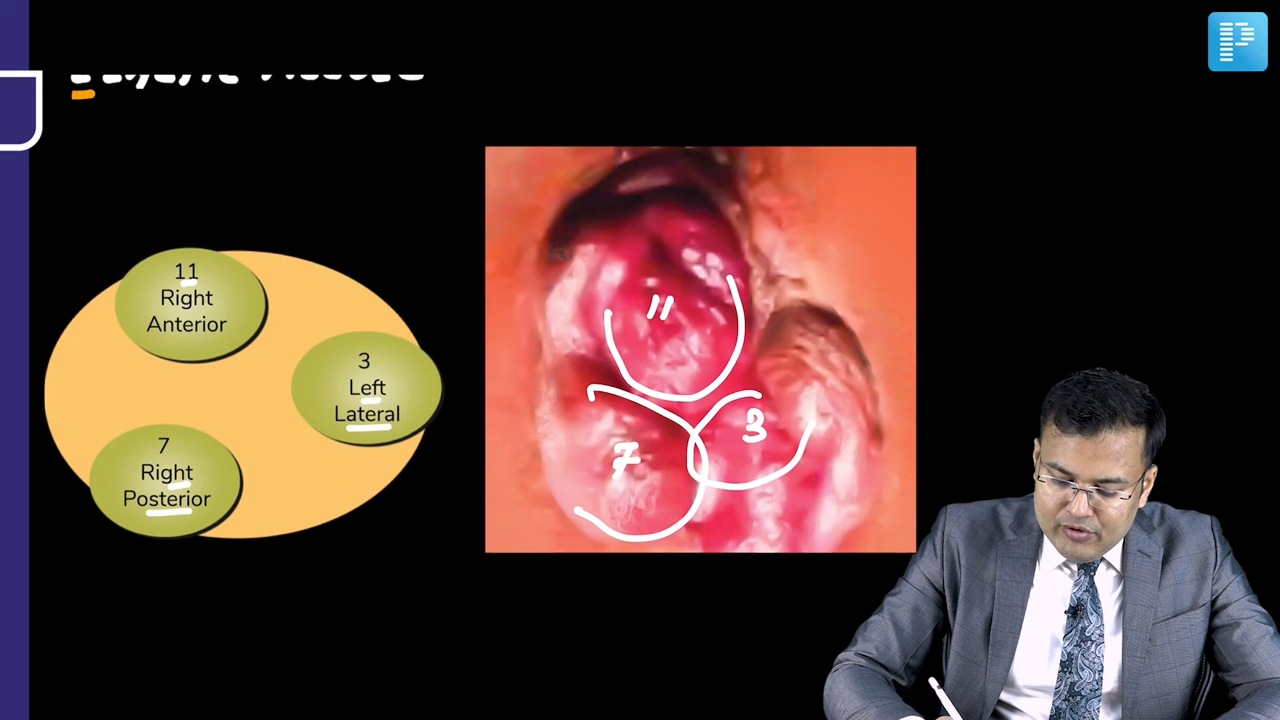 11
Right
Anterior
3
Left
Lateral
7
Right
Posterior
11
7
3
P